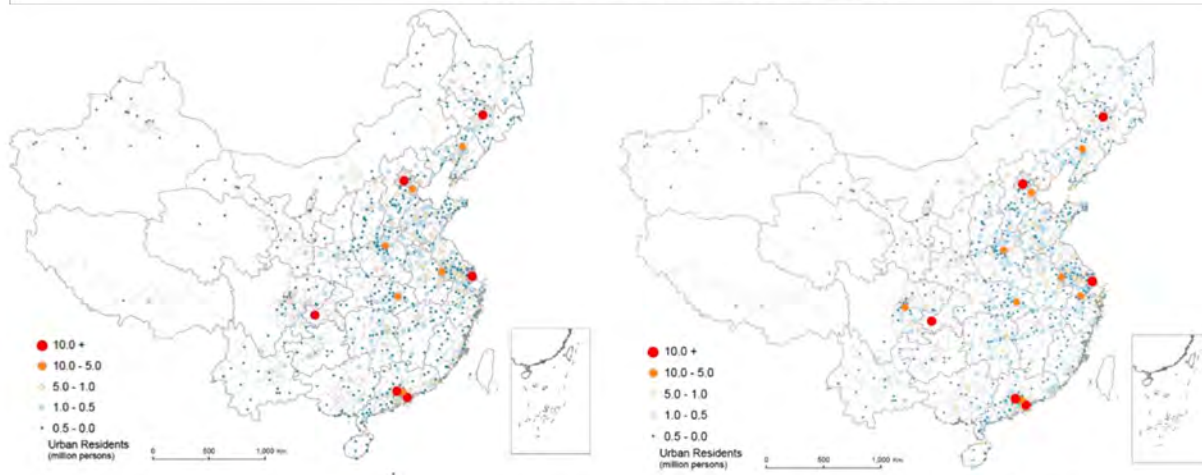 10.0 +
10.0 - 5.0
5.0 - 1.0
1.0 - 0.5
0.5 - 0.0
Urban Residents
(million persons)
0 500 1,000 Km
10.0 +
10.0 - 5.0
5.0 - 1.0
1.0 - 0.5
0.5 - 0.0
Urban Residents
(million persons)
0 500 1,000 Km